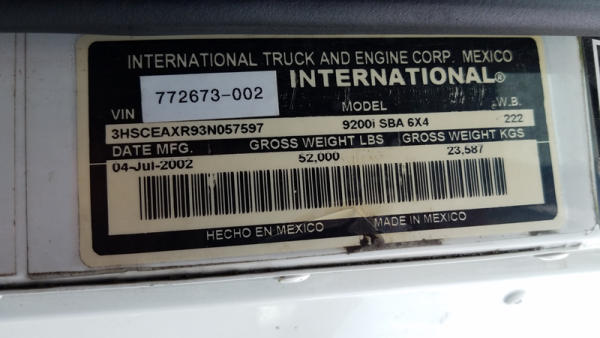 INTERNATIONAL TRUCK AND ENGINE CORP. MEXICO
INTERNATIONAL®
772673-002
VIN MODEL W.B.
3HSCEAXR93N057597 9200i SBA 6X4 222
DATE MFG. GROSS WEIGHT LBS GROSS WEIGHT KGS
04-Jul-2002 52,000 23,587
HECHO EN MEXICO MADE IN MEXICO